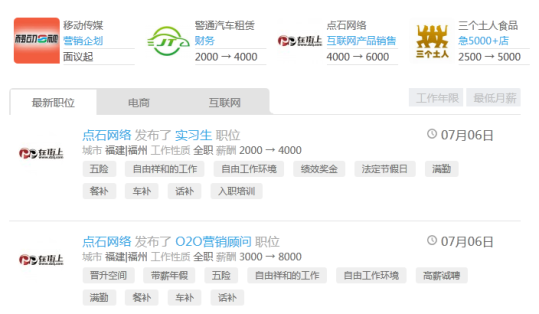 移动传媒
营销企划
面议起
警通汽车租赁
财务
2000 → 4000
点石网络
互联网产品销售
4000 → 6000
三个土人食品
急5000+店
2500 → 5000
JT
在街上
三个土人
最新职位 电商 互联网
工作年限 最低月薪
点石网络 发布了 实习生 职位 07月06日
城市 福建|福州 工作性质 全职 薪酬 2000 → 4000
在街上
五险 自由祥和的工作 自由工作环境 绩效奖金 法定节假日 满勤
餐补 车补 话补 入职培训
点石网络 发布了 O2O营销顾问 职位 07月06日
城市 福建|福州 工作性质 全职 薪酬 3000 → 8000
在街上
晋升空间 带薪年假 五险 自由祥和的工作 自由工作环境 高薪诚聘
满勤 餐补 车补 话补